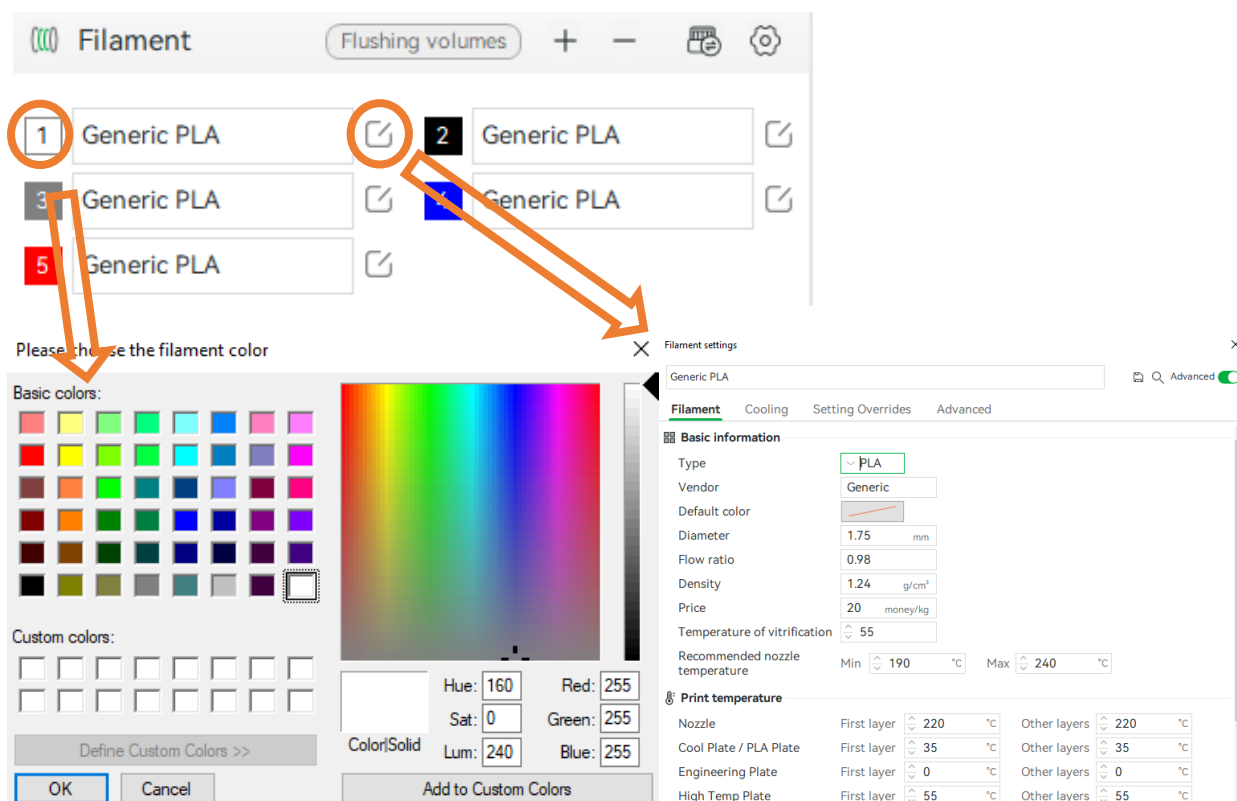 Filament Flushing volumes
1 Generic PLA 2 Generic PLA
3 Generic PLA 4 Generic PLA
5 Generic PLA
Please choose the filament color
Basic colors:
Custom colors:
Define Custom Colors >>
OK Cancel
Color|Solid
Hue: 160 Red: 255
Sat: 0 Green: 255
Lum: 240 Blue: 255
Add to Custom Colors
Filament settings
Generic PLA Advanced
Filament Cooling Setting Overrides Advanced
Basic information
Type PLA
Vendor Generic
Default color
Diameter 1.75 mm
Flow ratio 0.98
Density 1.24 g/cm³
Price 20 money/kg
Temperature of vitrification 55
Recommended nozzle
temperature Min 190 °C Max 240 °C
Print temperature
Nozzle First layer 220 °C Other layers 220 °C
Cool Plate / PLA Plate First layer 35 °C Other layers 35 °C
Engineering Plate First layer 0 °C Other layers 0 °C
High Temp Plate First layer 55 °C Other layers 55 °C